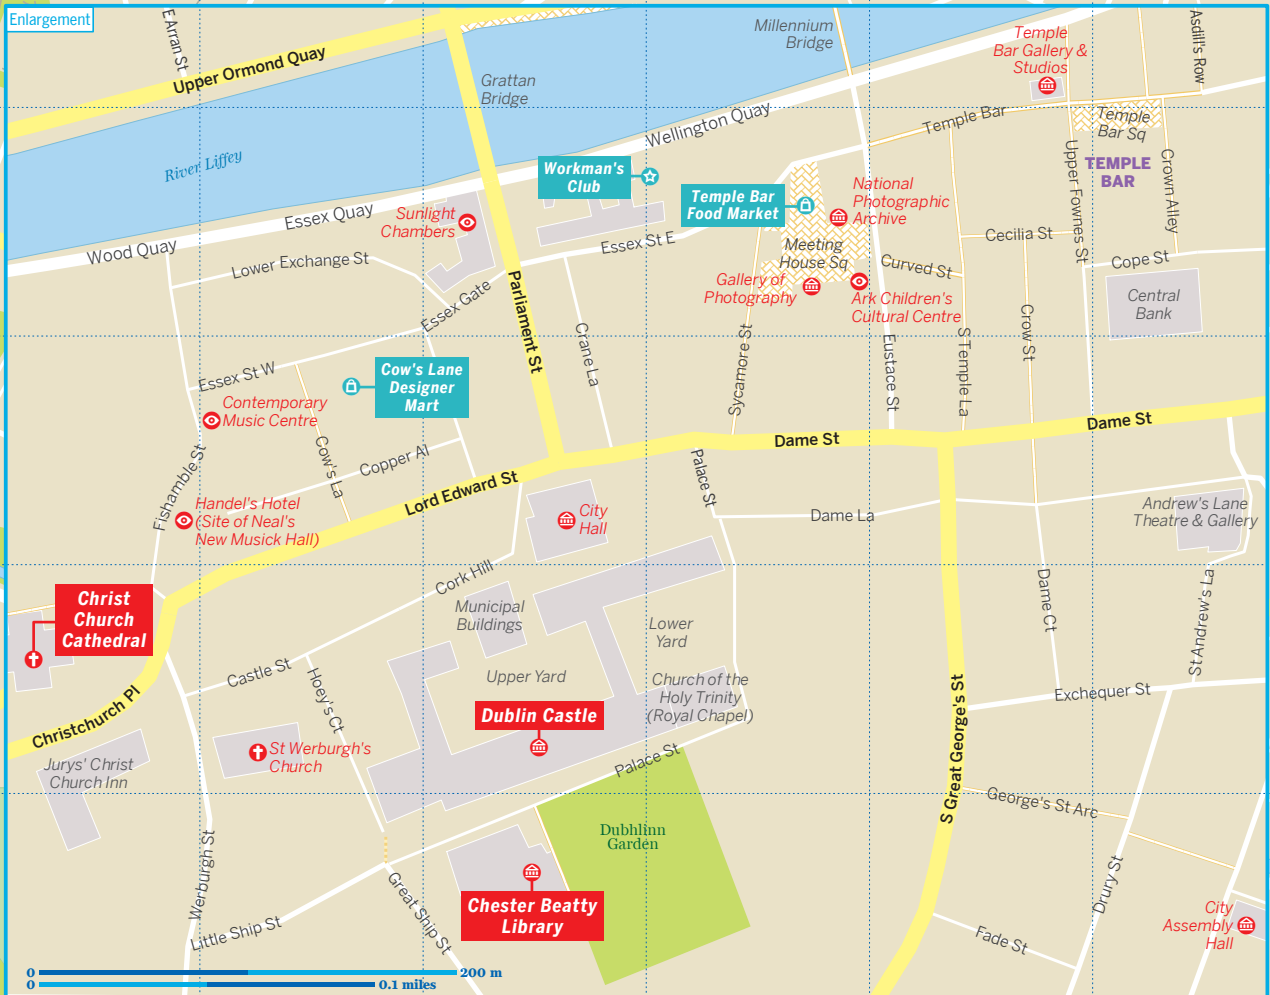 Enlargement
E Arran St
Upper Ormond Quay
Grattan
Bridge
Millennium
Bridge
Temple
Bar Gallery &
Studios
Asdill's Row
River Liffey
Wellington Quay
Temple Bar
Temple
Bar Sq
TEMPLE
BAR
Upper Fownes St
Crown Alley
Workman's
Club
Temple Bar
Food Market
National
Photographic
Archive
Essex Quay
Wood Quay
Sunlight
Chambers
Lower Exchange St
Essex St E
Meeting
House Sq
Cecilia St
Cope St
Curved St
Essex Gate
Parliament St
Gallery of
Photography
Ark Children's
Cultural Centre
Central
Bank
Crane La
Sycamore St
Eustace St
S Temple La
Crow St
Essex St W
Cow's Lane
Designer
Mart
Contemporary
Music Centre
Cow's La
Copper Al
Fishamble St
Lord Edward St
Dame St
Dame St
Palace St
Handel's Hotel
(Site of Neal's
New Musick Hall)
City
Hall
Dame La
Andrew's Lane
Theatre & Gallery
Cork Hill
Christ
Church
Cathedral
Municipal
Buildings
Lower
Yard
Dame Ct
St Andrew's La
Castle St
Hoey's Ct
Upper Yard
Church of the
Holy Trinity
(Royal Chapel)
Exchequer St
Christchurch Pl
Dublin Castle
S Great George's St
St Werburgh's
Church
Jurys' Christ
Church Inn
Palace St
George's St Arc
Dubhlinn
Garden
Werburgh St
Great Ship St
Chester Beatty
Library
Drury St
Little Ship St
Fade St
City
Assembly
Hall
0 200 m
0 0.1 miles